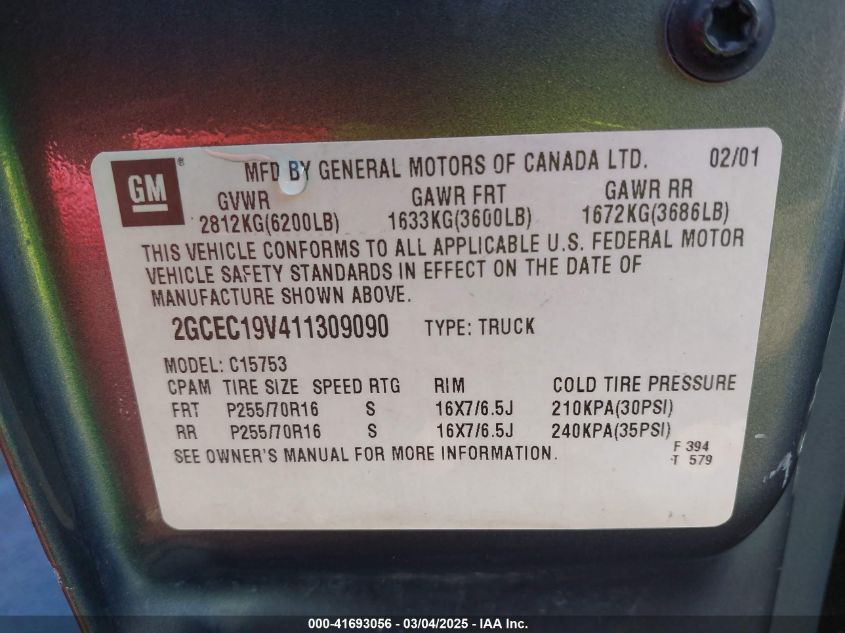 GM ® MFD BY GENERAL MOTORS OF CANADA LTD. 02/01
GVWR GAWR FRT GAWR RR
2812KG(6200LB) 1633KG(3600LB) 1672KG(3686LB)
THIS VEHICLE CONFORMS TO ALL APPLICABLE U.S. FEDERAL MOTOR
VEHICLE SAFETY STANDARDS IN EFFECT ON THE DATE OF
MANUFACTURE SHOWN ABOVE.
2GCEC19V411309090 TYPE: TRUCK
MODEL: C15753
CPAM TIRE SIZE SPEED RTG RIM COLD TIRE PRESSURE
FRT P255/70R16 S 16X7/6.5J 210KPA(30PSI)
RR P255/70R16 S 16X7/6.5J 240KPA(35PSI)
SEE OWNER'S MANUAL FOR MORE INFORMATION.
F 394
T 579
000-41693056 - 03/04/2025 - IAA Inc.